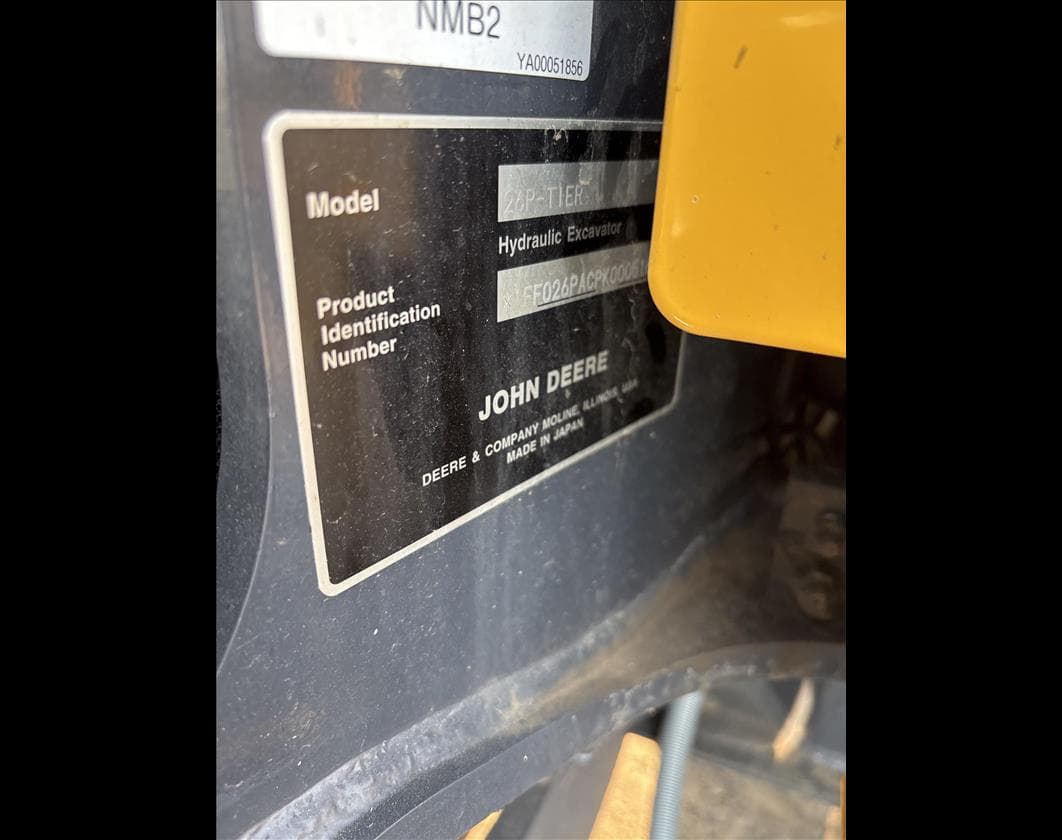 NMB2
YA00051856
Model
26P-TIER-
Hydraulic Excavator
Product
Identification
Number
FF026PACPK000
JOHN DEERE
DEERE & COMPANY MOLINE, ILLINOIS, USA
MADE IN JAPAN